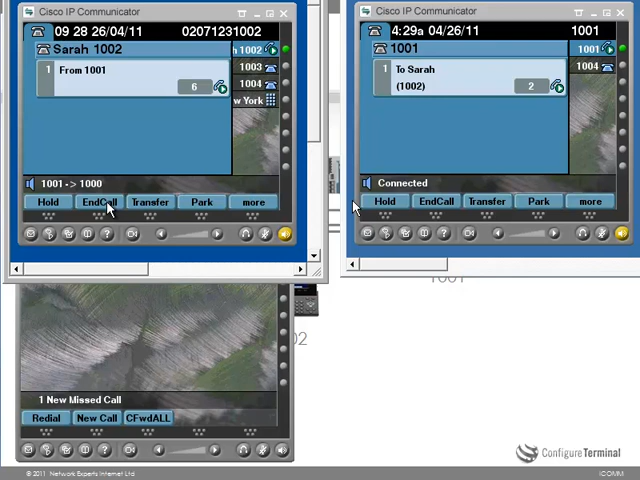 Cisco IP Communicator
09 28 26/04/11 02071231002
Sarah 1002
h 1002
1 From 1001
1003
6
1004
w York
1001 -> 1000
Hold EndCall Transfer Park more
?
Cisco IP Communicator
4:29a 04/26/11 1001
1001
1001
1 To Sarah
1004
(1002) 2
Connected
Hold EndCall Transfer Park more
?
1001
02
1 New Missed Call
Redial New Call CFwdALL
?
ConfigureTerminal
© 2011 Network Experts Internet Ltd
ICOMM